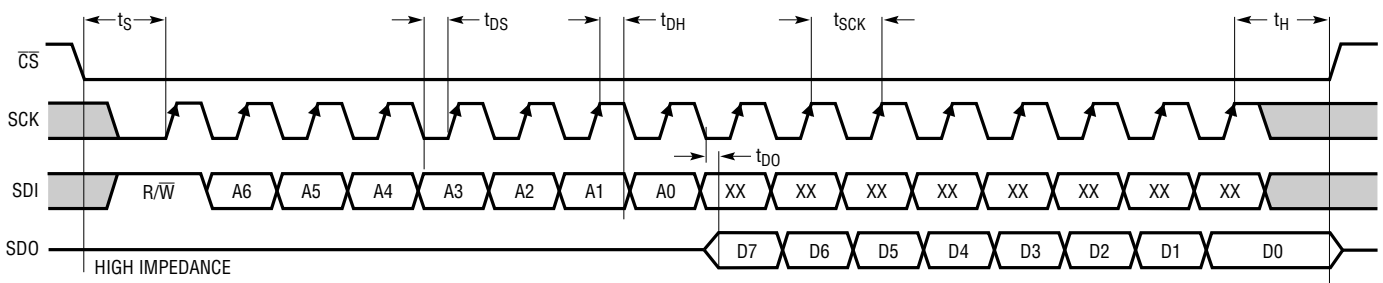 tS tDS tDH tSCK tH
C̅S̅
SCK
tDO
SDI R/W̅ A6 A5 A4 A3 A2 A1 A0 XX XX XX XX XX XX XX XX
SDO D7 D6 D5 D4 D3 D2 D1 D0
HIGH IMPEDANCE